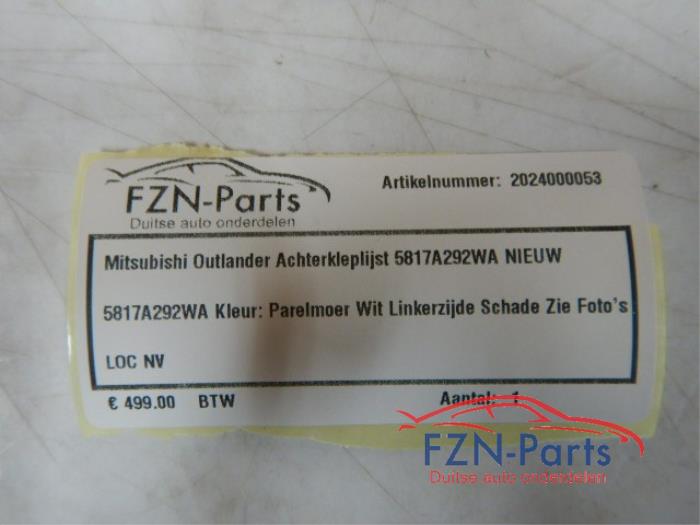 FZN-Parts
Duitse auto onderdelen
Artikelnummer: 2024000053
Mitsubishi Outlander Achterkleplijst 5817A292WA NIEUW
5817A292WA Kleur: Parelmoer Wit Linkerzijde Schade Zie Foto's
LOC NV
€ 499.00 BTW
Aantal: 1
FZN-Parts
Duitse auto onderdelen